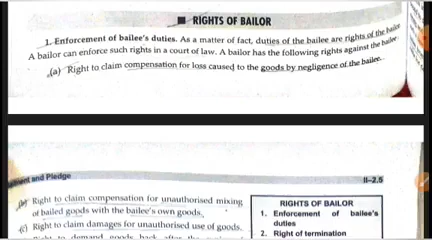 ■ RIGHTS OF BAILOR
1. Enforcement of bailee's duties. As a matter of fact, duties of the bailee are rights of the bailor
A bailor can enforce such rights in a court of law. A bailor has the following rights against the bailee.
(a) Right to claim compensation for loss caused to the goods by negligence of the bailee.
and Pledge
II–2.5
(b) Right to claim compensation for unauthorised mixing
of bailed goods with the bailee's own goods.
(c) Right to claim damages for unauthorised use of goods.
RIGHTS OF BAILOR
1. Enforcement of bailee's
duties
2. Right of termination